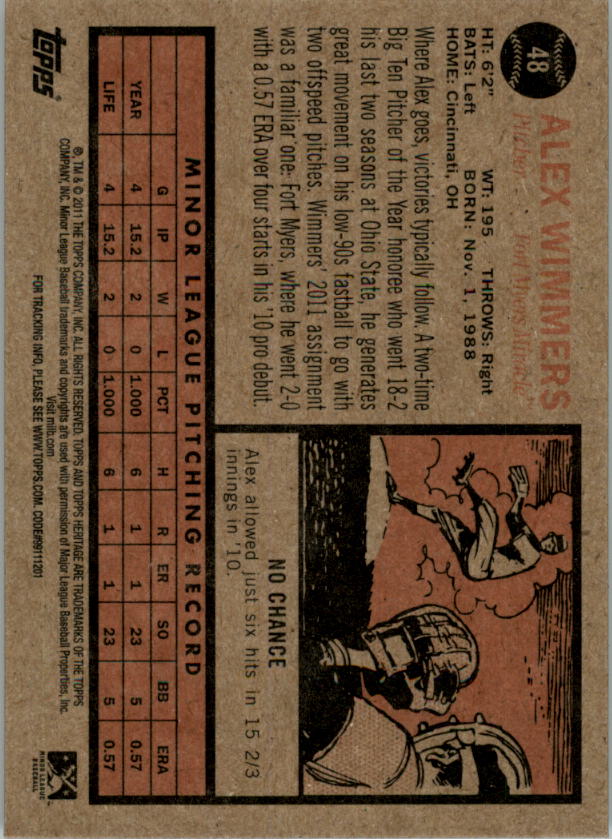 48
ALEX WIMMERS
Pitcher Fort Myers Miracle™
HT: 6'2" WT: 195 THROWS: Right
BATS: Left BORN: Nov. 1, 1988
HOME: Cincinnati, OH
Where Alex goes, victories typically follow. A two-time
Big Ten Pitcher of the Year honoree who went 18-2
his last two seasons at Ohio State, he generates
great movement on his low-90s fastball to go with
two offspeed pitches. Wimmers' 2011 assignment
was a familiar one: Fort Myers, where he went 2-0
with a 0.57 ERA over four starts in his '10 pro debut.
NO CHANCE
Alex allowed just six hits in 15 2/3
innings in '10.
MINOR LEAGUE PITCHING RECORD
G IP W L PCT H R ER SO BB ERA
YEAR 4 15.2 2 0 1.000 6 1 1 23 5 0.57
LIFE 4 15.2 2 0 1.000 6 1 1 23 5 0.57
topps®
®, TM & © 2011 THE TOPPS COMPANY, INC. ALL RIGHTS RESERVED. TOPPS AND TOPPS HERITAGE ARE TRADEMARKS OF THE TOPPS
COMPANY, INC. Minor League Baseball trademarks and copyrights are used with permission of Major League Baseball Properties, Inc.
Visit milb.com
FOR TRACKING INFO, PLEASE SEE WWW.TOPPS.COM. CODE#99111201
MINOR LEAGUE
BASEBALL™